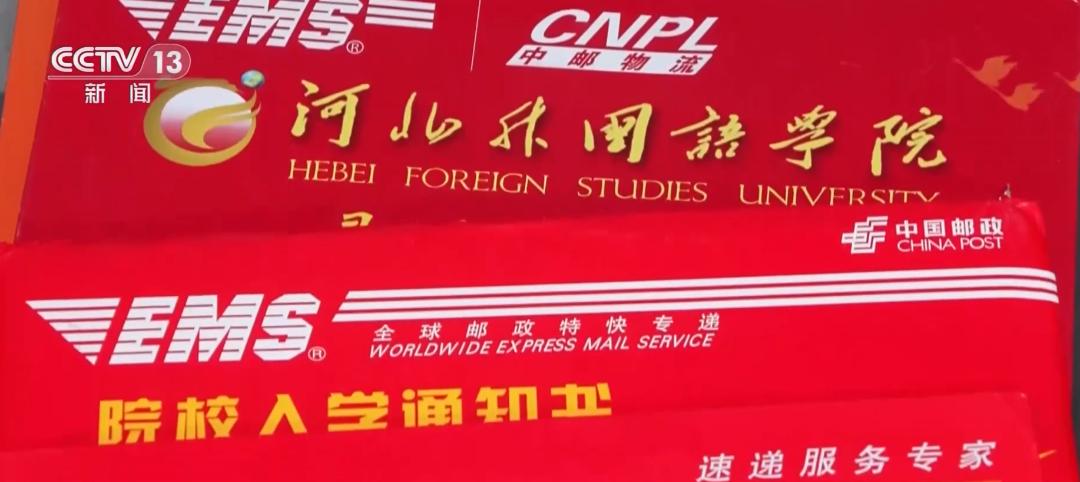 EMS®
CNPL
中邮物流
CCTV 13
新闻
河北外国語學院
HEBEI FOREIGN STUDIES UNIVERSITY
中国邮政
CHINA POST
EMS®
全球邮政特快专递
WORLDWIDE EXPRESS MAIL SERVICE
院校入学通知书
速递服务专家